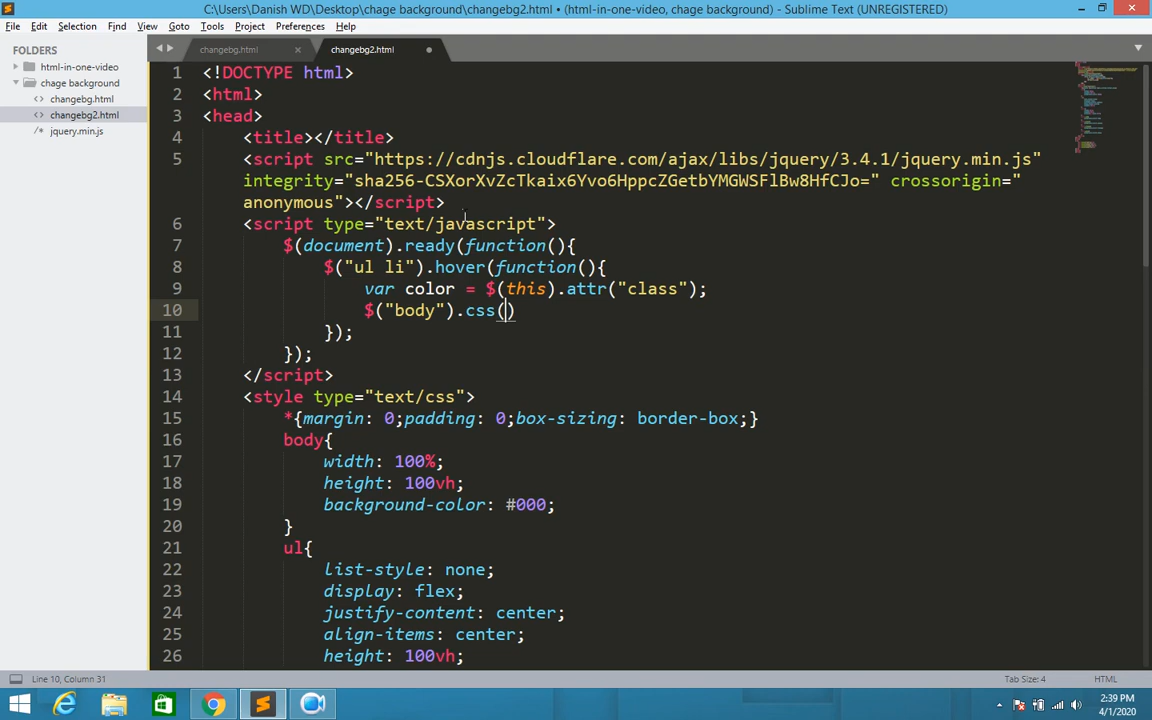 C:\Users\Danish WD\Desktop\chage background\changebg2.html • (html-in-one-video, chage background) - Sublime Text (UNREGISTERED)
File Edit Selection Find View Goto Tools Project Preferences Help
FOLDERS
html-in-one-video
chage background
changebg.html
changebg2.html
jquery.min.js
changebg.html changebg2.html
1 <!DOCTYPE html>
2 <html>
3 <head>
4 <title></title>
5 <script src="https://cdnjs.cloudflare.com/ajax/libs/jquery/3.4.1/jquery.min.js"
integrity="sha256-CSXorXvZcTkaix6Yvo6HppcZGetbYMGWSFlBw8HfCJo=" crossorigin="
anonymous"></script>
6 <script type="text/javascript">
7 $(document).ready(function(){
8 $("ul li").hover(function(){
9 var color = $(this).attr("class");
10 $("body").css()
11 });
12 });
13 </script>
14 <style type="text/css">
15 *{margin: 0;padding: 0;box-sizing: border-box;}
16 body{
17 width: 100%;
18 height: 100vh;
19 background-color: #000;
20 }
21 ul{
22 list-style: none;
23 display: flex;
24 justify-content: center;
25 align-items: center;
26 height: 100vh;
Line 10, Column 31 Tab Size: 4 HTML
2:39 PM
4/1/2020